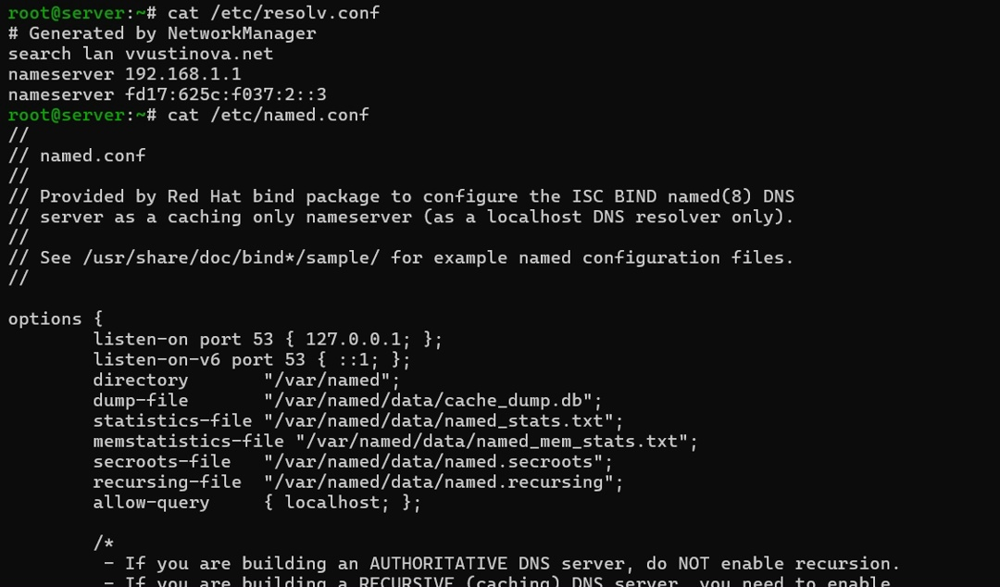 root@server:~# cat /etc/resolv.conf
# Generated by NetworkManager
search lan vvustinova.net
nameserver 192.168.1.1
nameserver fd17:625c:f037:2::3
root@server:~# cat /etc/named.conf
//
// named.conf
//
// Provided by Red Hat bind package to configure the ISC BIND named(8) DNS
// server as a caching only nameserver (as a localhost DNS resolver only).
//
// See /usr/share/doc/bind*/sample/ for example named configuration files.
//

options {
        listen-on port 53 { 127.0.0.1; };
        listen-on-v6 port 53 { ::1; };
        directory       "/var/named";
        dump-file       "/var/named/data/cache_dump.db";
        statistics-file "/var/named/data/named_stats.txt";
        memstatistics-file "/var/named/data/named_mem_stats.txt";
        secroots-file   "/var/named/data/named.secroots";
        recursing-file  "/var/named/data/named.recursing";
        allow-query     { localhost; };

        /*
         - If you are building an AUTHORITATIVE DNS server, do NOT enable recursion.
         - If you are building a RECURSIVE (caching) DNS server, you need to enable